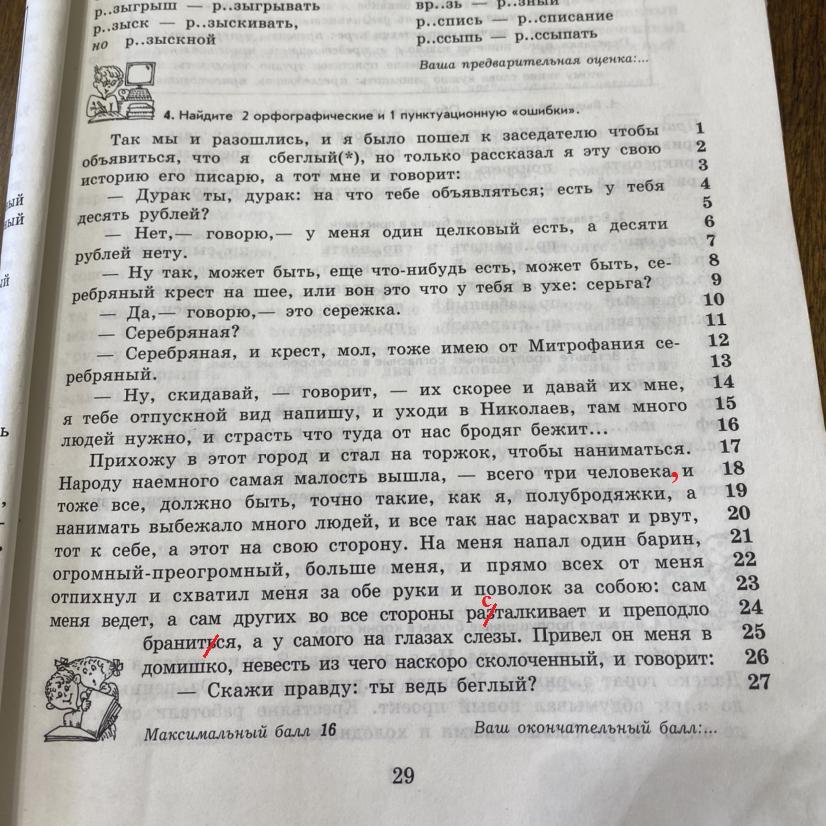 р..зыгрыш — р..зыгрывать
р..зыск — р..зыскивать,
но р..зыскной
вр..зь — р..зный
р..спись — р..списание
р..ссыпь — р..ссыпать
Ваша предварительная оценка:...
4. Найдите 2 орфографические и 1 пунктуационную «ошибки».
Так мы и разошлись, и я было пошел к заседателю чтобы 1
объявиться, что я сбеглый(*), но только рассказал я эту свою 2
историю его писарю, а тот мне и говорит: 3
— Дурак ты, дурак: на что тебе объявляться; есть у тебя 4
десять рублей? 5
— Нет,— говорю,— у меня один целковый есть, а десяти 6
рублей нету. 7
— Ну так, может быть, еще что-нибудь есть, может быть, се- 8
ребряный крест на шее, или вон это что у тебя в ухе: серьга? 9
— Да,— говорю,— это сережка. 10
— Серебряная? 11
— Серебряная, и крест, мол, тоже имею от Митрофания се- 12
ребряный. 13
— Ну, скидавай, — говорит, — их скорее и давай их мне, 14
я тебе отпускной вид напишу, и уходи в Николаев, там много 15
людей нужно, и страсть что туда от нас бродяг бежит... 16
Прихожу в этот город и стал на торжок, чтобы наниматься. 17
Народу наемного самая малость вышла, — всего три человека, и 18
тоже все, должно быть, точно такие, как я, полубродяжки, а 19
нанимать выбежало много людей, и все так нас нарасхват и рвут, 20
тот к себе, а этот на свою сторону. На меня напал один барин, 21
огромный-преогромный, больше меня, и прямо всех от меня 22
отпихнул и схватил меня за обе руки и поволок за собою: сам 23
с
меня ведет, а сам других во все стороны разталкивает и преподло 24
браниться, а у самого на глазах слезы. Привел он меня в 25
домишко, невесть из чего наскоро сколоченный, и говорит: 26
— Скажи правду: ты ведь беглый? 27
Максимальный балл 16
Ваш окончательный балл:...
29